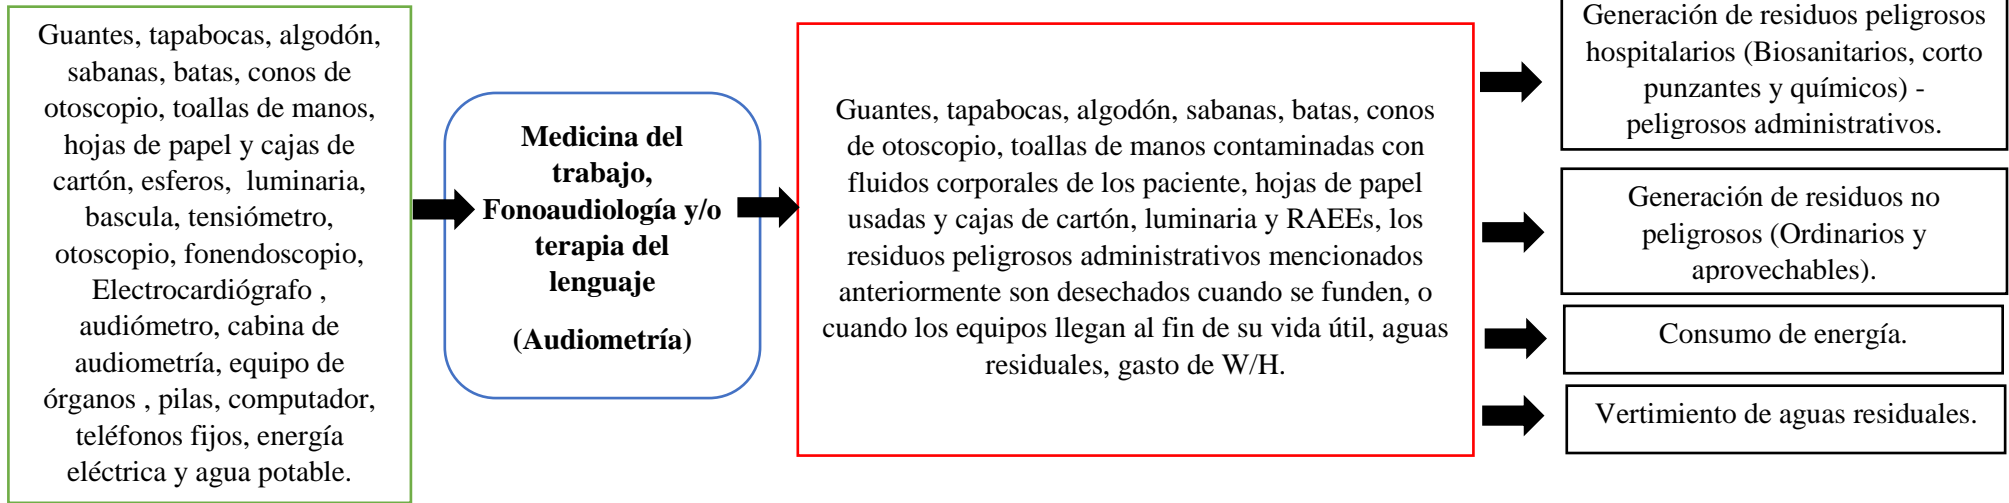 Guantes, tapabocas, algodón,
sabanas, batas, conos de
otoscopio, toallas de manos,
hojas de papel y cajas de
cartón, esferos, luminaria,
bascula, tensiómetro,
otoscopio, fonendoscopio,
Electrocardiógrafo ,
audiómetro, cabina de
audiometría, equipo de
órganos , pilas, computador,
teléfonos fijos, energía
eléctrica y agua potable.
Medicina del
trabajo,
Fonoaudiología y/o
terapia del
lenguaje
(Audiometría)
Guantes, tapabocas, algodón, sabanas, batas, conos
de otoscopio, toallas de manos contaminadas con
fluidos corporales de los paciente, hojas de papel
usadas y cajas de cartón, luminaria y RAEEs, los
residuos peligrosos administrativos mencionados
anteriormente son desechados cuando se funden, o
cuando los equipos llegan al fin de su vida útil, aguas
residuales, gasto de W/H.
Generación de residuos peligrosos
hospitalarios (Biosanitarios, corto
punzantes y químicos) -
peligrosos administrativos.
Generación de residuos no
peligrosos (Ordinarios y
aprovechables).
Consumo de energía.
Vertimiento de aguas residuales.